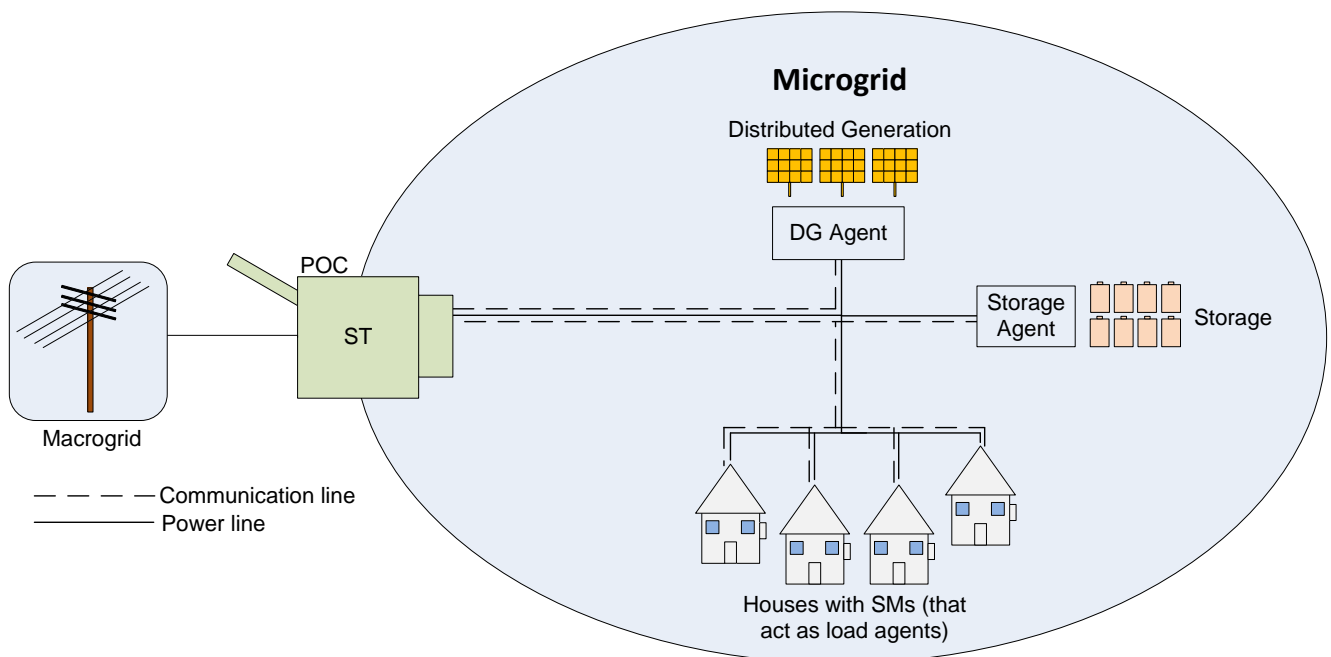 Microgrid
Distributed Generation
DG Agent
POC
ST
Storage
Agent
Storage
Macrogrid
Communication line
Power line
Houses with SMs (that
act as load agents)